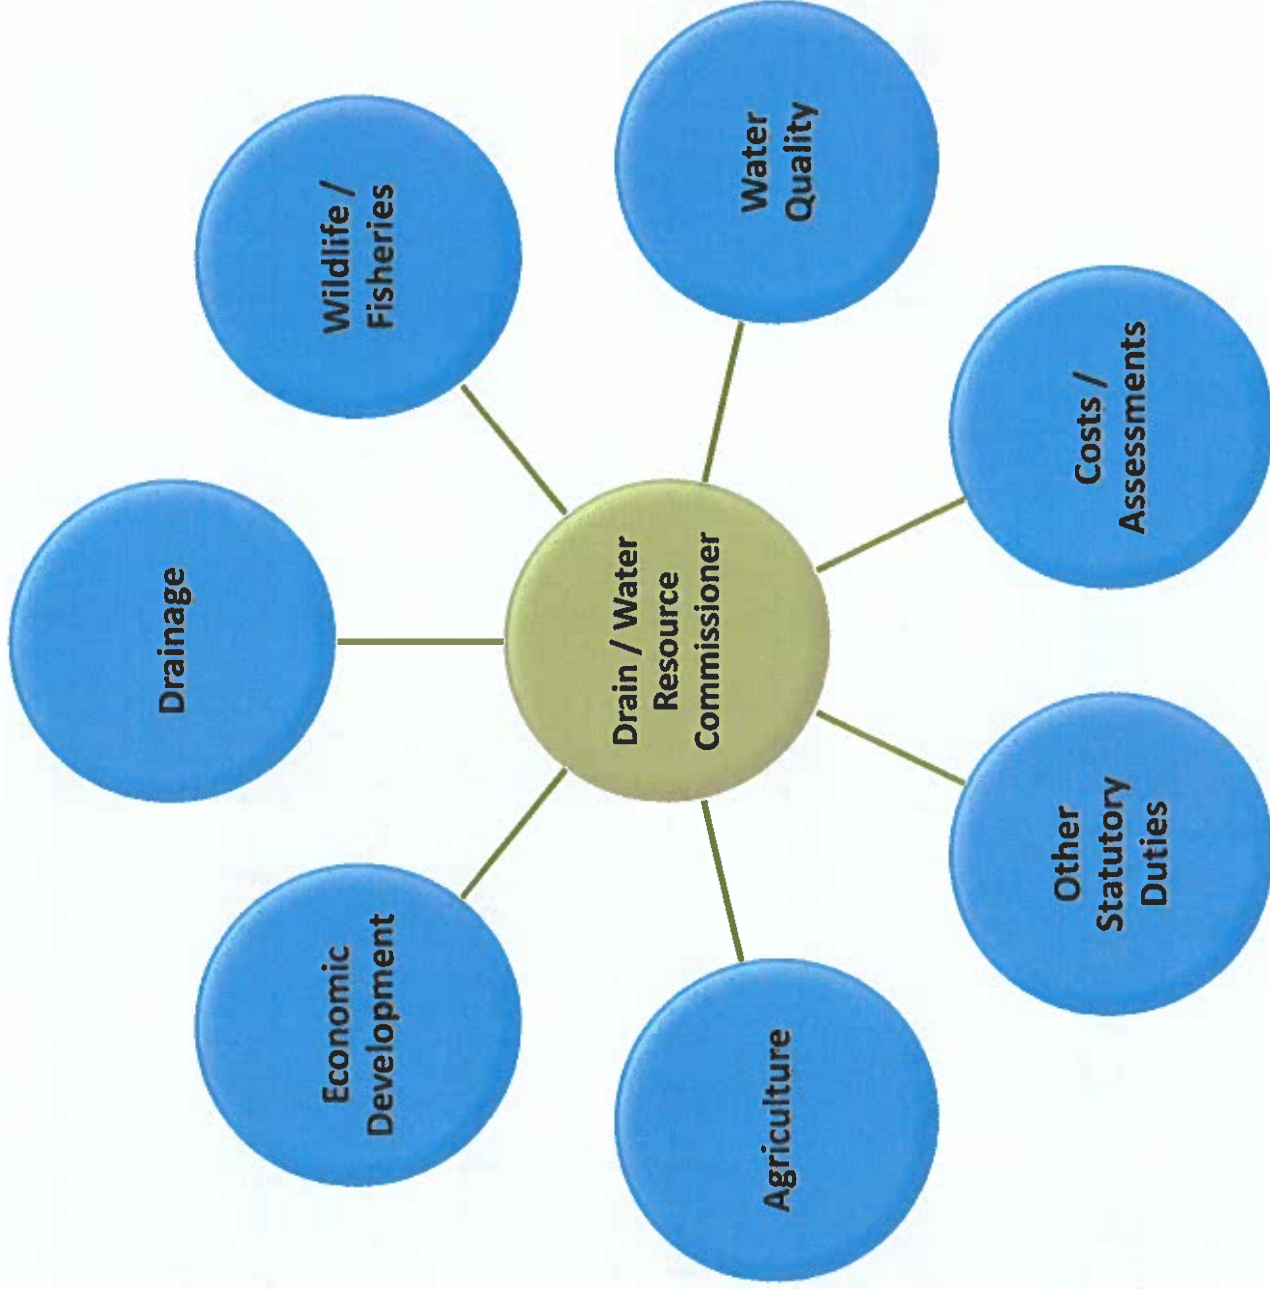 Drainage
Wildlife /
Fisheries
Water
Quality
Costs /
Assessments
Other
Statutory
Duties
Agriculture
Economic
Development
Drain / Water
Resource
Commissioner